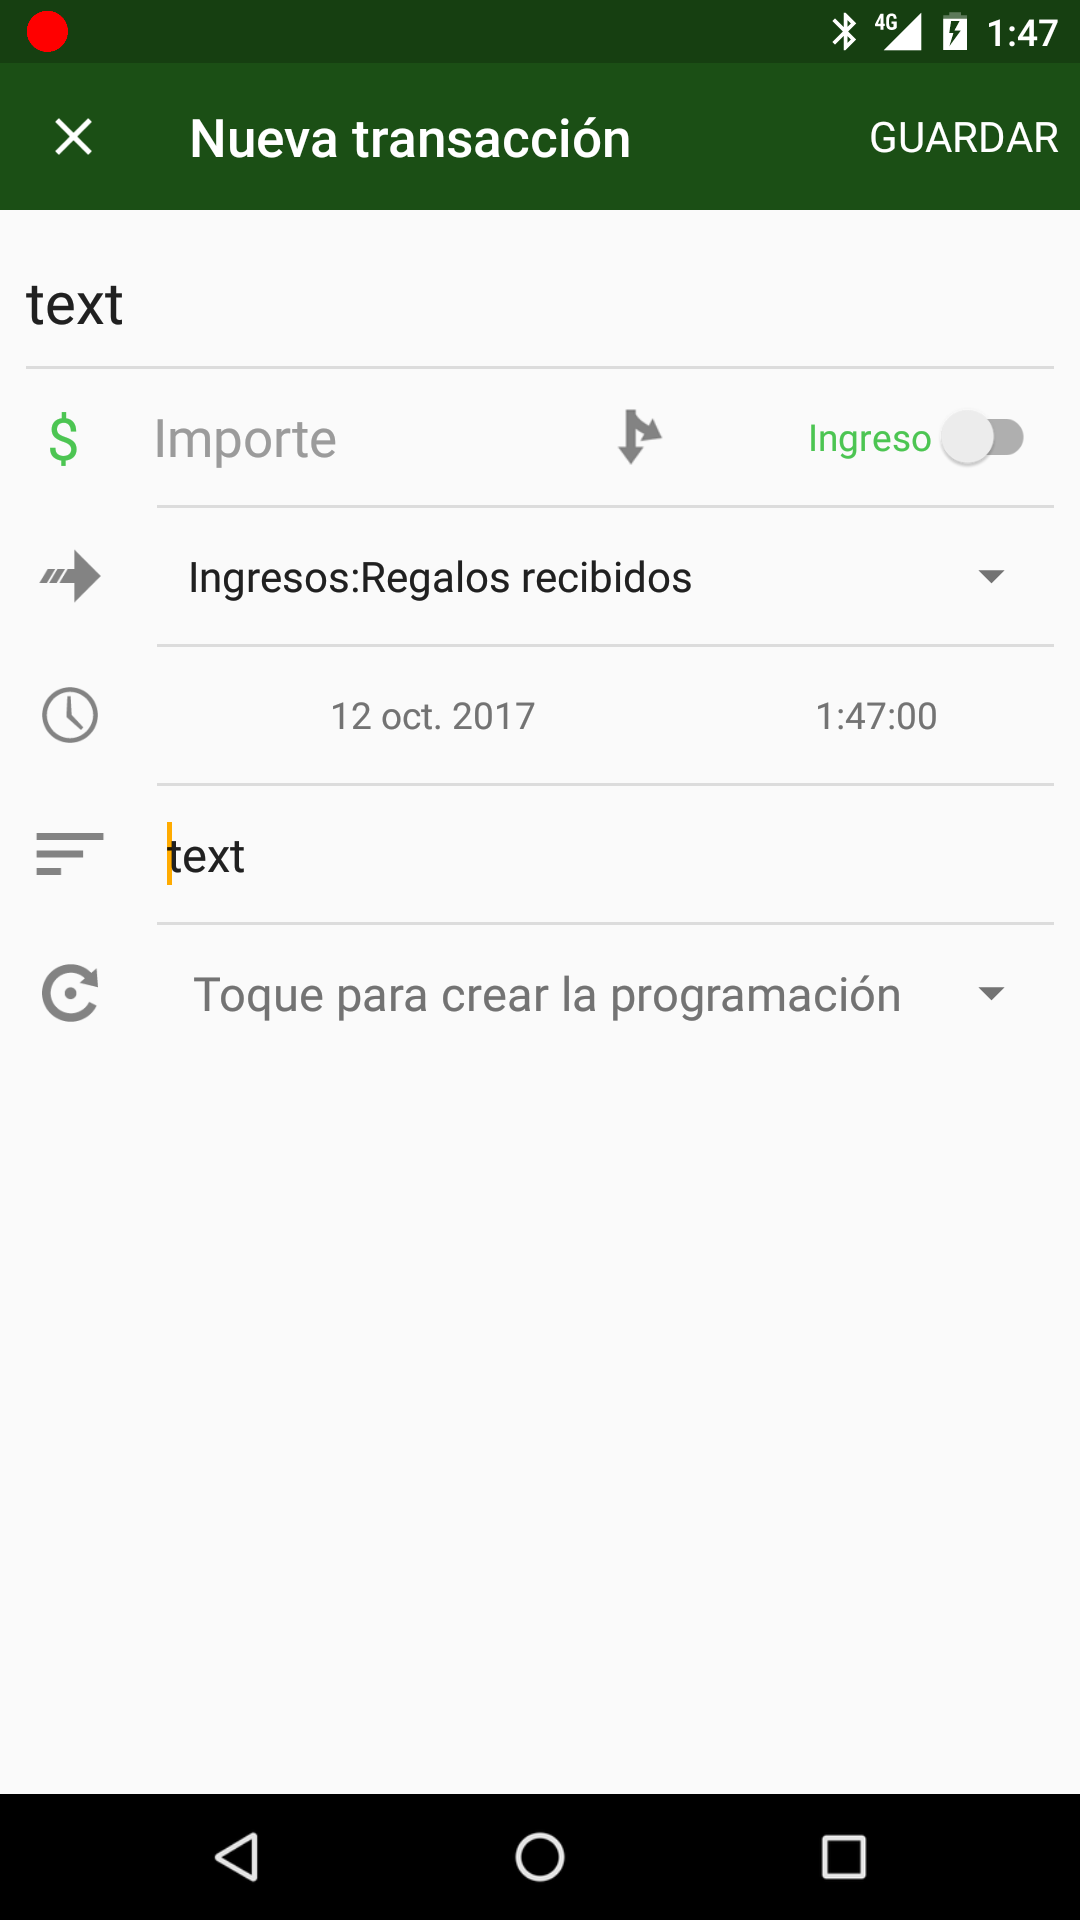 4G 1:47
Nueva transacción GUARDAR
text
$ Importe Ingreso
Ingresos:Regalos recibidos
12 oct. 2017 1:47:00
text
Toque para crear la programación